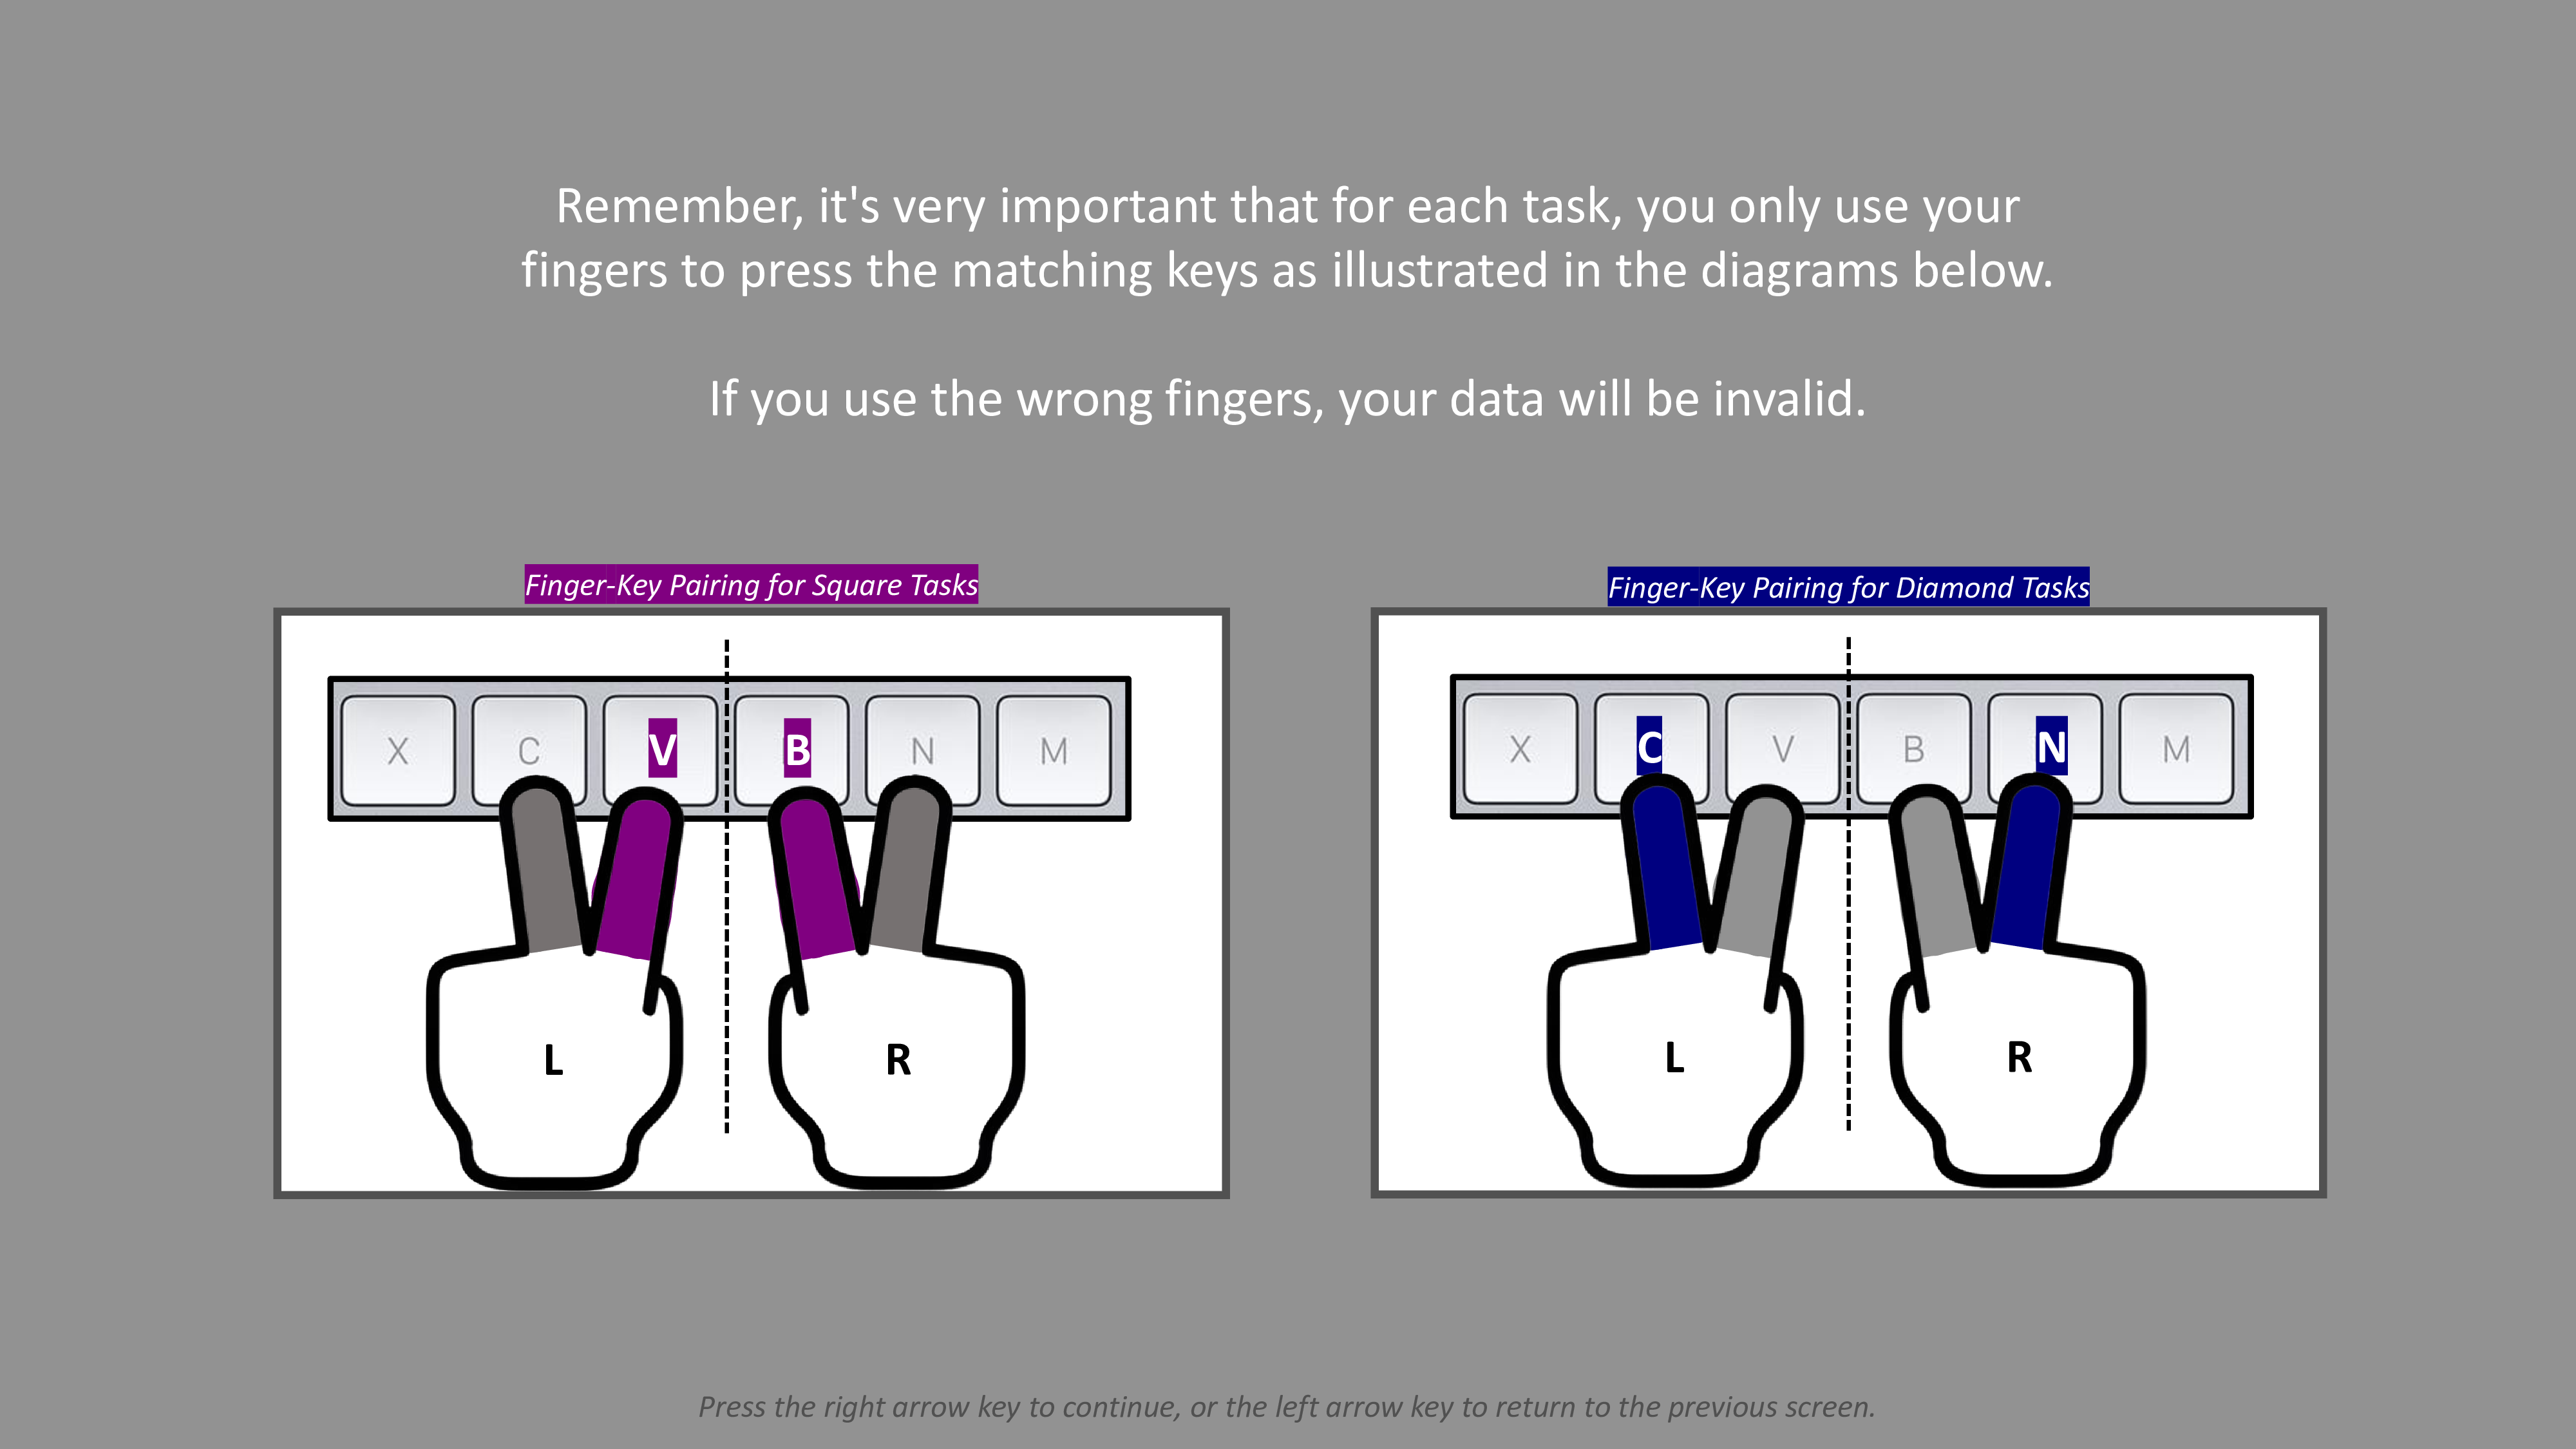 Remember, it's very important that for each task, you only use your
fingers to press the matching keys as illustrated in the diagrams below.
If you use the wrong fingers, your data will be invalid.
Finger-Key Pairing for Square Tasks
X C V B N M
L R
Finger-Key Pairing for Diamond Tasks
X C V B N M
L R
Press the right arrow key to continue, or the left arrow key to return to the previous screen.